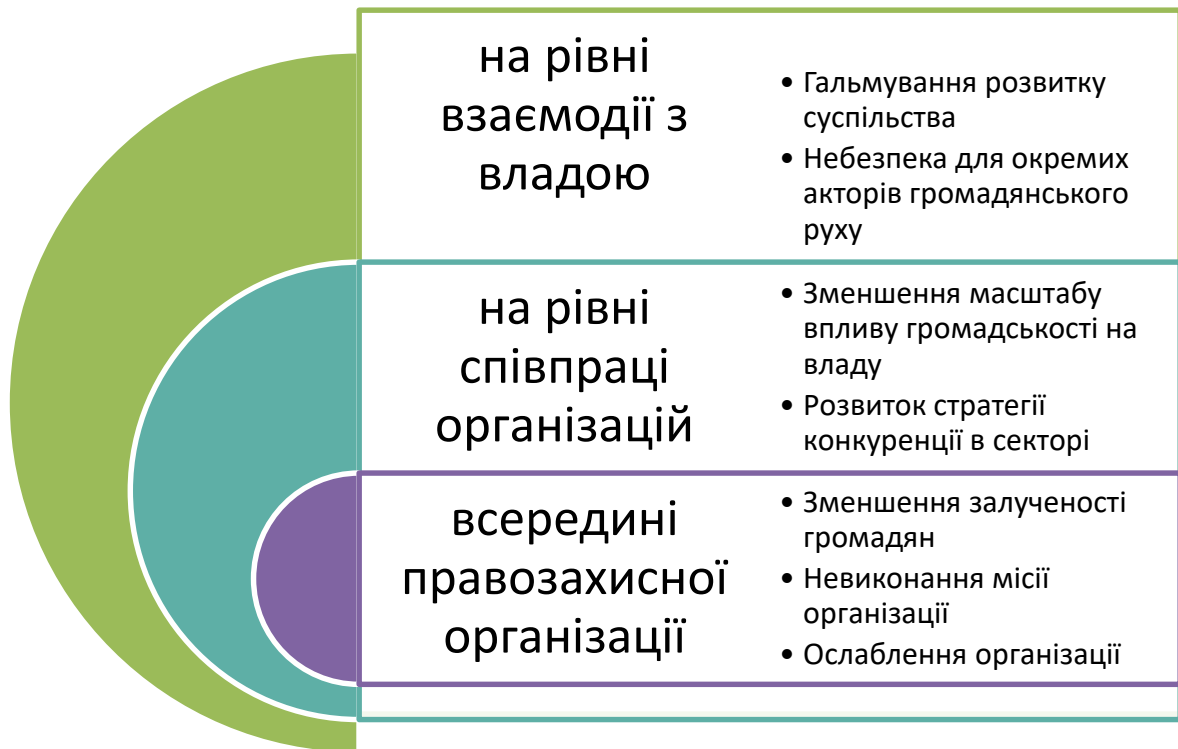 на рівні
взаємодії з
владою
• Гальмування розвитку
суспільства
• Небезпека для окремих
акторів громадянського
руху
на рівні
співпраці
організацій
• Зменшення масштабу
впливу громадськості на
владу
• Розвиток стратегії
конкуренції в секторі
всередині
правозахисної
організації
• Зменшення залученості
громадян
• Невиконання місії
організації
• Ослаблення організації